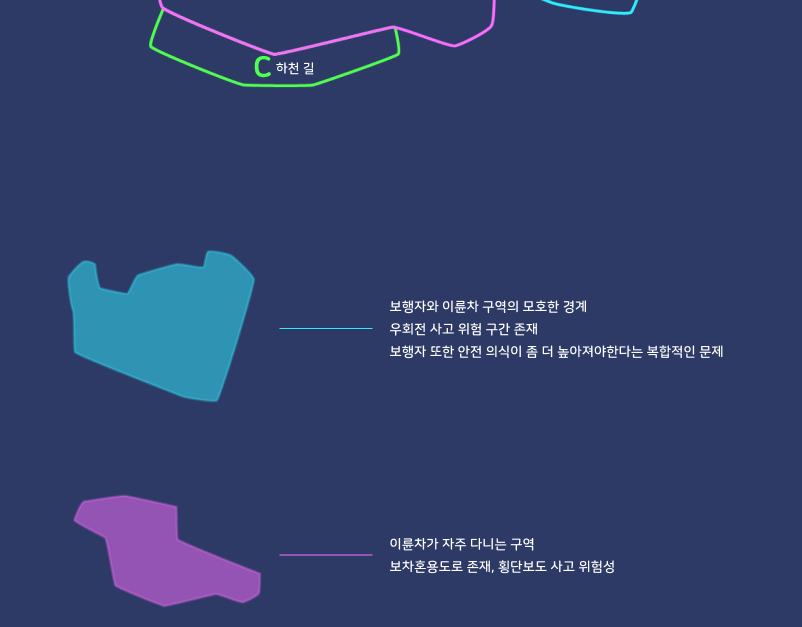 C 하천 길
보행자와 이륜차 구역의 모호한 경계
우회전 사고 위험 구간 존재
보행자 또한 안전 의식이 좀 더 높아져야한다는 복합적인 문제
이륜차가 자주 다니는 구역
보차혼용도로 존재, 횡단보도 사고 위험성